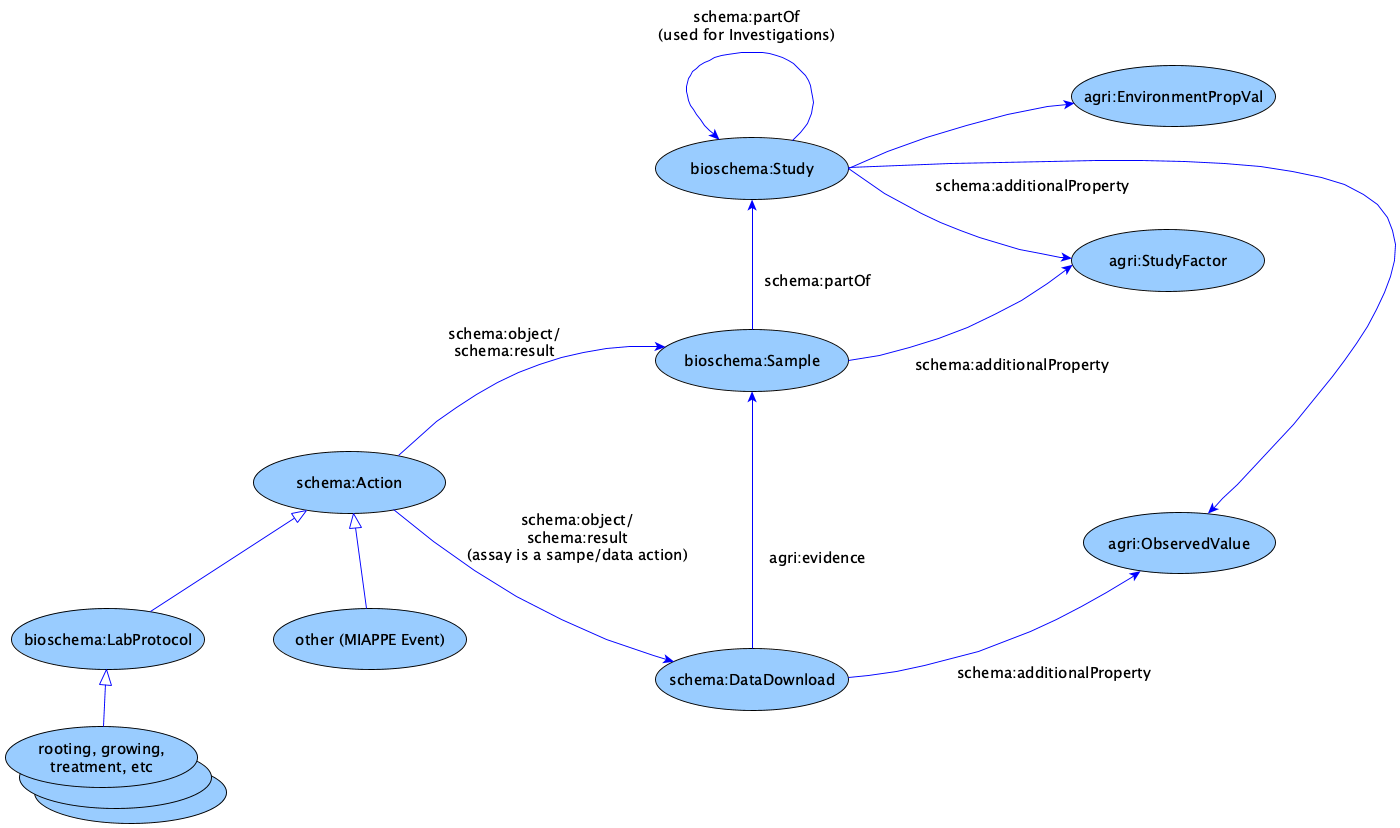 schema:partOf
(used for Investigations)
agri:EnvironmentPropVal
bioschema:Study
schema:additionalProperty
agri:StudyFactor
schema:partOf
schema:object/
schema:result
bioschema:Sample
schema:additionalProperty
schema:Action
schema:object/
schema:result
(assay is a sampe/data action)
agri:ObservedValue
agri:evidence
bioschema:LabProtocol
other (MIAPPE Event)
schema:DataDownload
schema:additionalProperty
rooting, growing,
treatment, etc